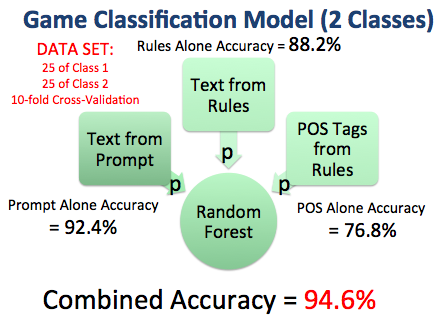 Game Classification Model (2 Classes)
DATA SET:
25 of Class 1
25 of Class 2
10-fold Cross-Validation
Rules Alone Accuracy = 88.2%
Text from
Rules
Text from
Prompt
POS Tags
from
Rules
p
p
p
Random
Forest
Prompt Alone Accuracy
= 92.4%
POS Alone Accuracy
= 76.8%
Combined Accuracy = 94.6%